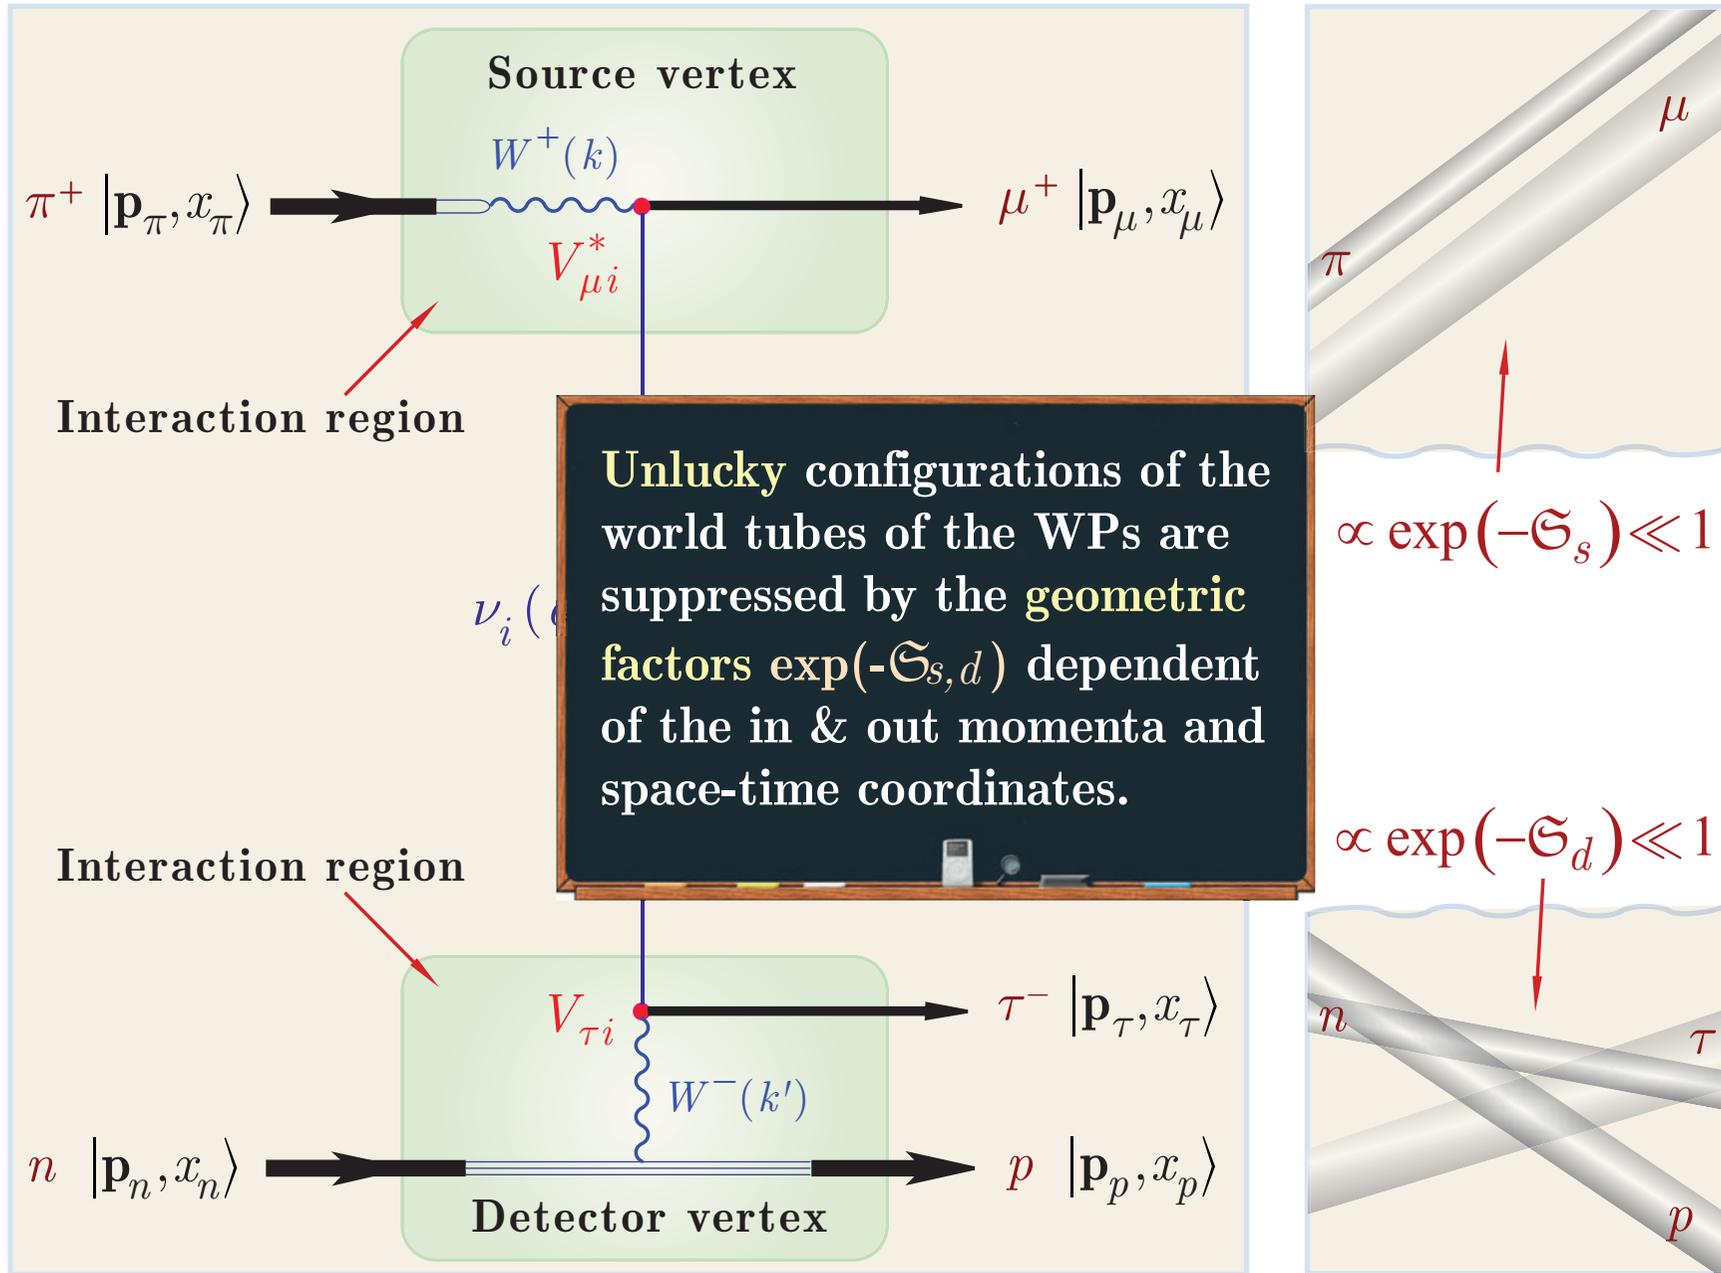 Source vertex
W⁺(k)
π⁺ |p_π, x_π⟩
μ⁺ |p_μ, x_μ⟩
V*_μi
Interaction region
ν_i(
Unlucky configurations of the
world tubes of the WPs are
suppressed by the geometric
factors exp(-𝔖s,d) dependent
of the in & out momenta and
space-time coordinates.
Interaction region
V_τi
τ⁻ |p_τ, x_τ⟩
W⁻(k′)
n |p_n, x_n⟩
p |p_p, x_p⟩
Detector vertex
μ
π
∝ exp(−𝔖_s)≪1
∝ exp(−𝔖_d)≪1
n
τ
p